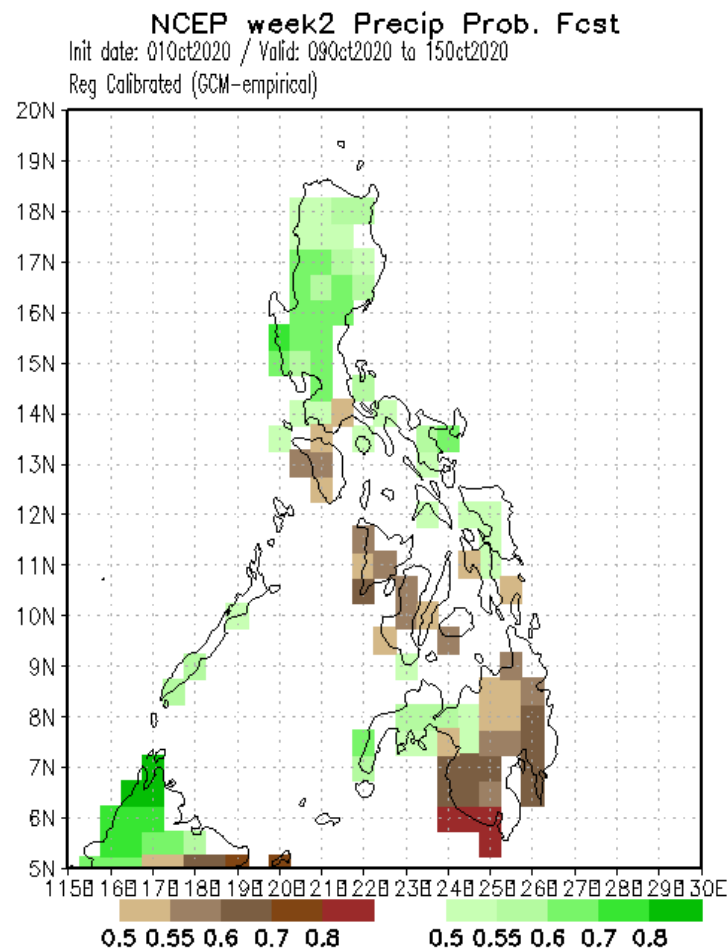 NCEP week2 Precip Prob. Fcst
Init date: 01Oct2020 / Valid: 09Oct2020 to 15Oct2020
Reg Calibrated (GCM-empirical)
20N
19N
18N
17N
16N
15N
14N
13N
12N
11N
10N
9N
8N
7N
6N
5N
115E 116E 117E 118E 119E 120E 121E 122E 123E 124E 125E 126E 127E 128E 129E 130E
0.5 0.55 0.6 0.7 0.8 0.5 0.55 0.6 0.7 0.8